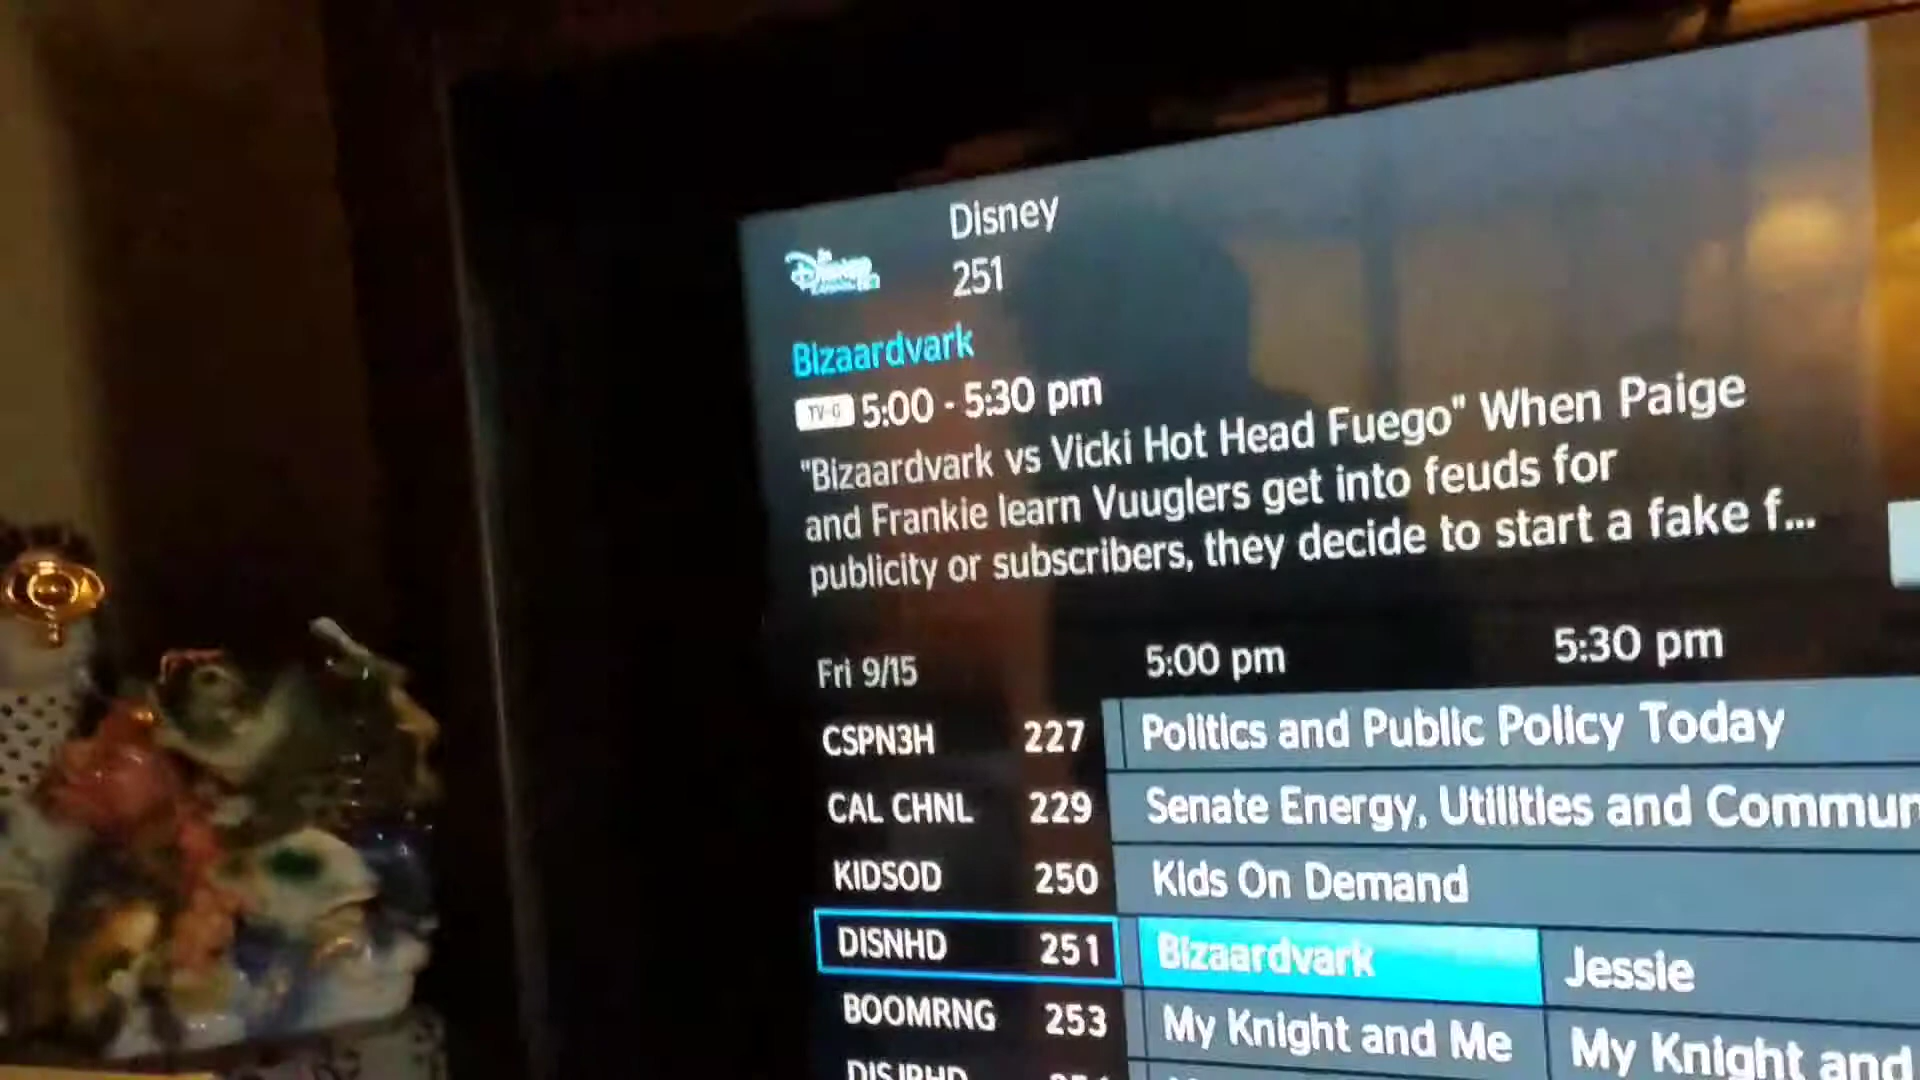 Disney
251
Bizaardvark
TV-G 5:00 - 5:30 pm
"Bizaardvark vs Vicki Hot Head Fuego" When Paige
and Frankie learn Vuuglers get into feuds for
publicity or subscribers, they decide to start a fake f...
Fri 9/15 5:00 pm 5:30 pm
CSPN3H 227 Politics and Public Policy Today
CAL CHNL 229 Senate Energy, Utilities and Commun
KIDSOD 250 Kids On Demand
DISNHD 251 Bizaardvark Jessie
BOOMRNG 253 My Knight and Me My Knight and